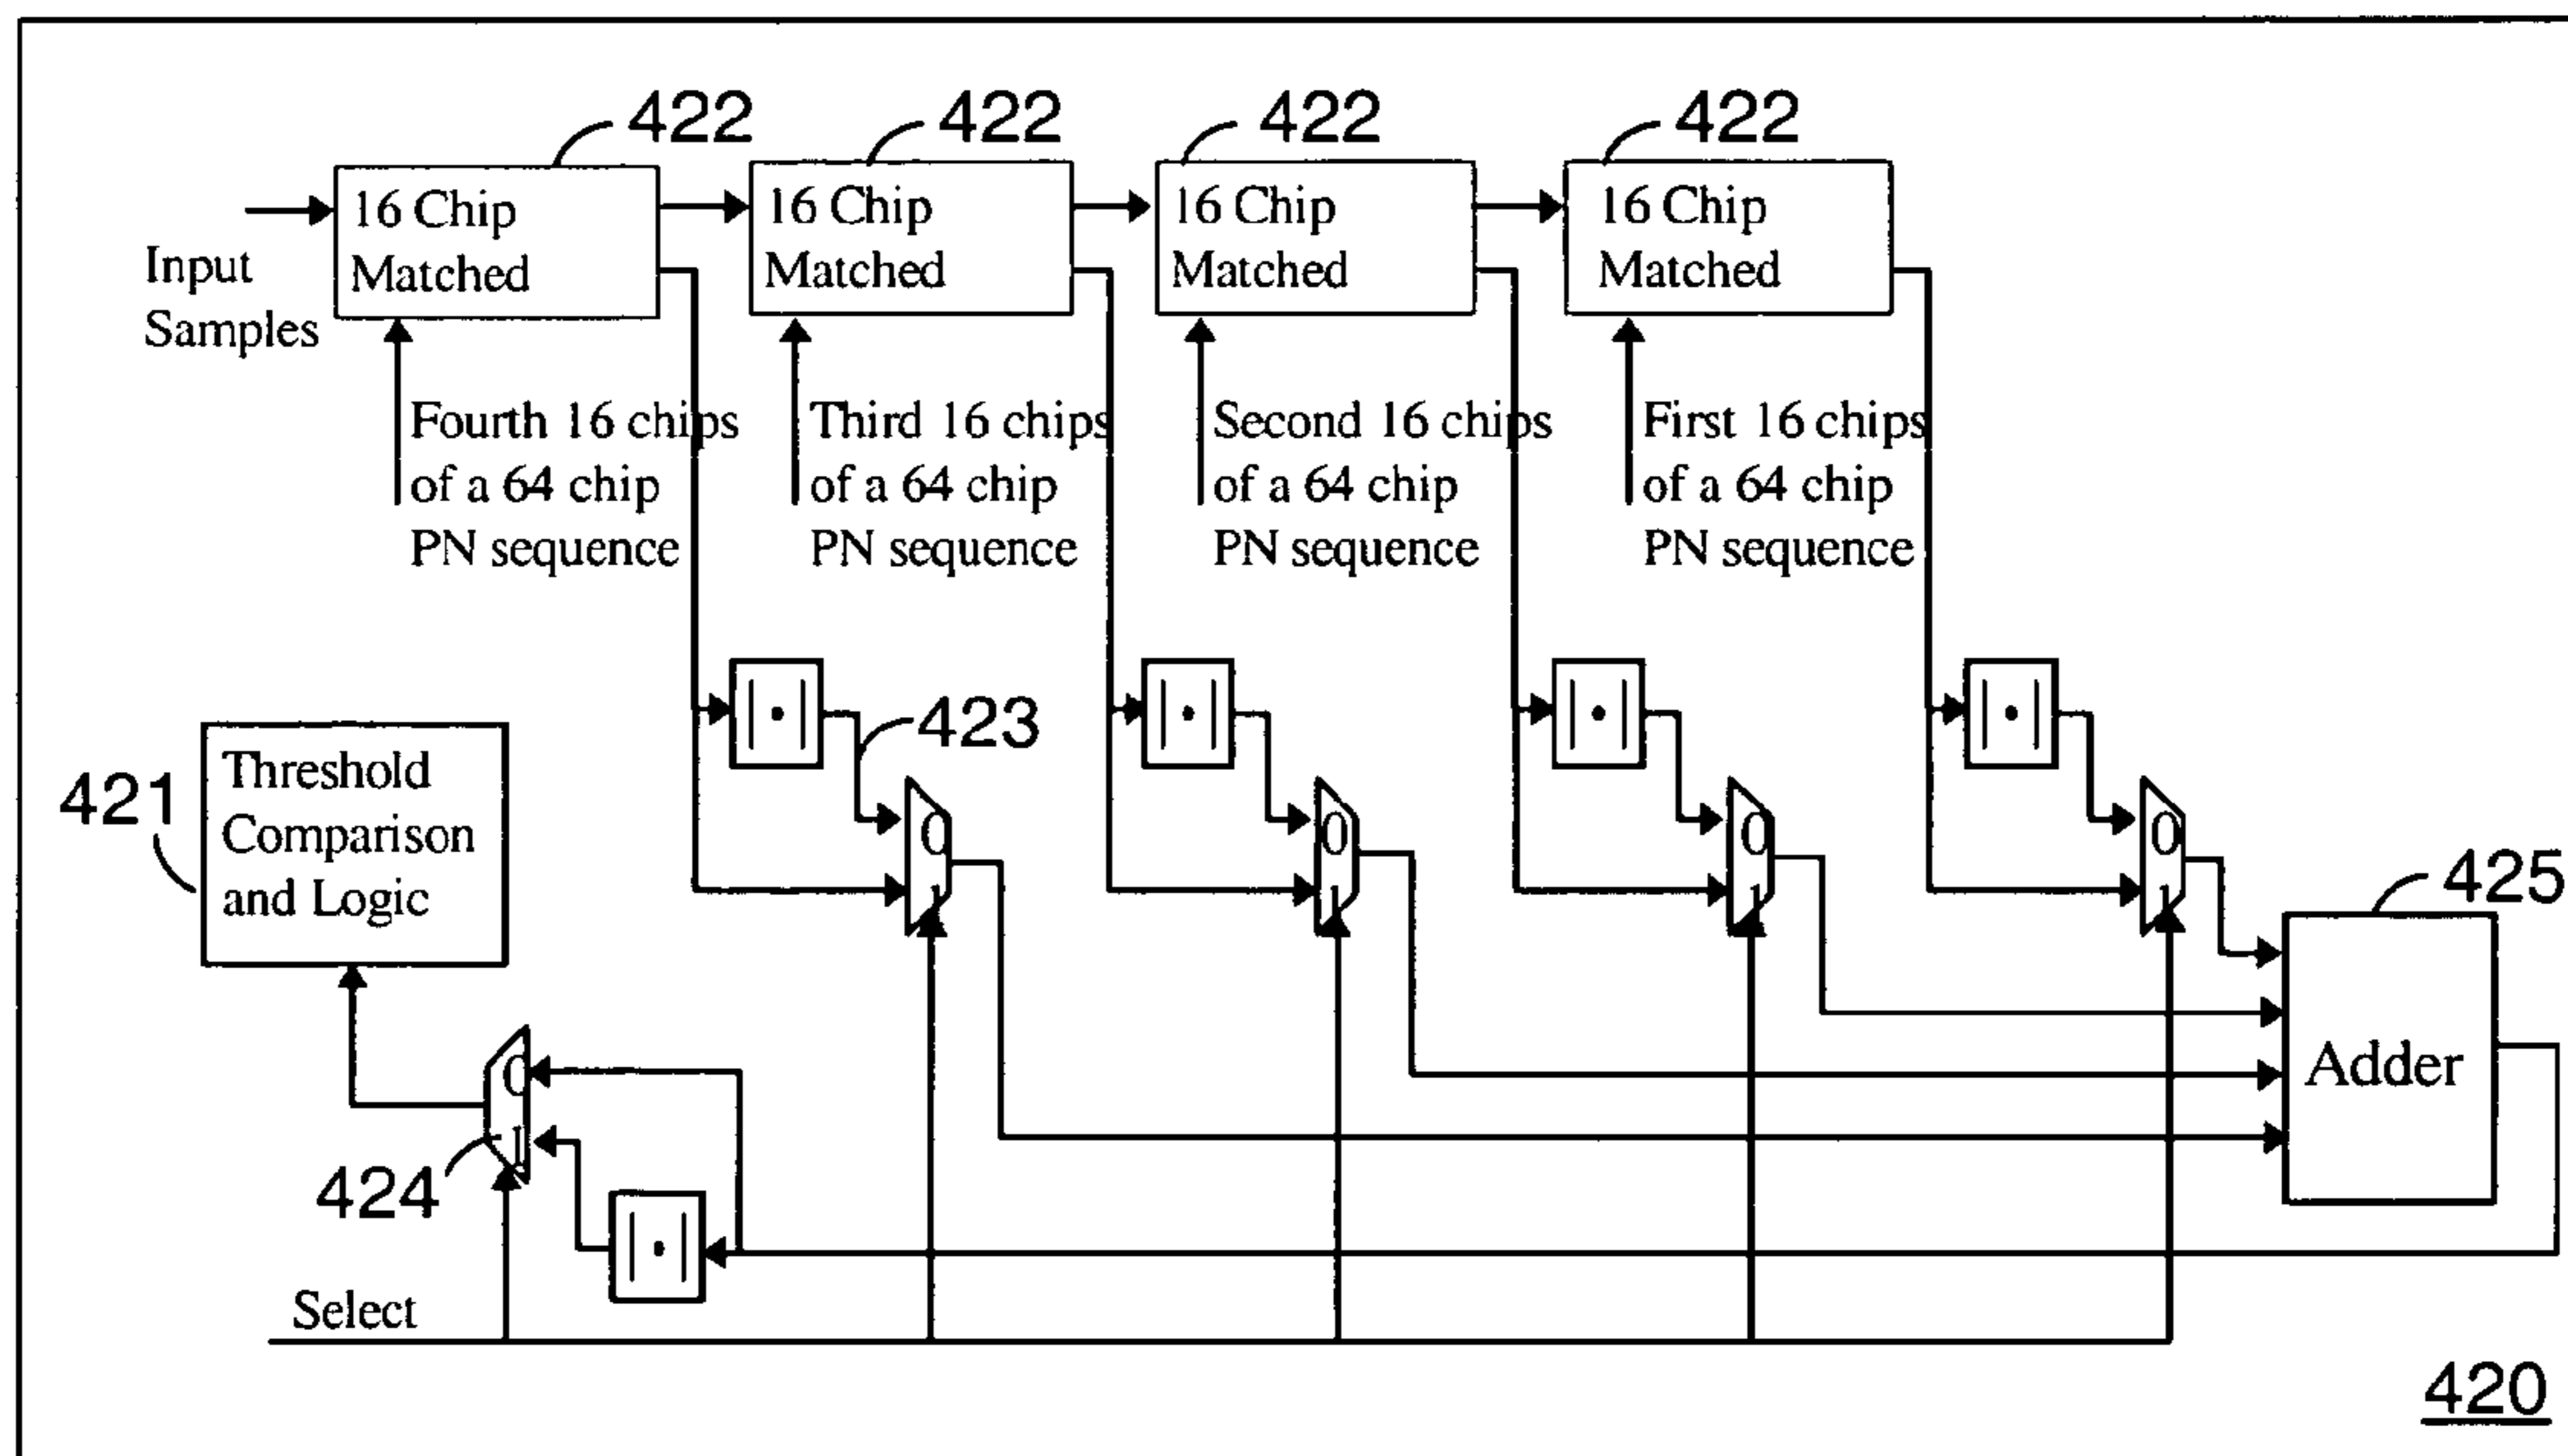 422
422
422
422
16 Chip
Matched
16 Chip
Matched
16 Chip
Matched
16 Chip
Matched
Input
Samples
Fourth 16 chips
of a 64 chip
PN sequence
Third 16 chips
of a 64 chip
PN sequence
Second 16 chips
of a 64 chip
PN sequence
First 16 chips
of a 64 chip
PN sequence
|·|
|·|
|·|
|·|
423
421
Threshold
Comparison
and Logic
0
1
0
1
0
1
0
1
425
Adder
0
1
424
|·|
Select
420